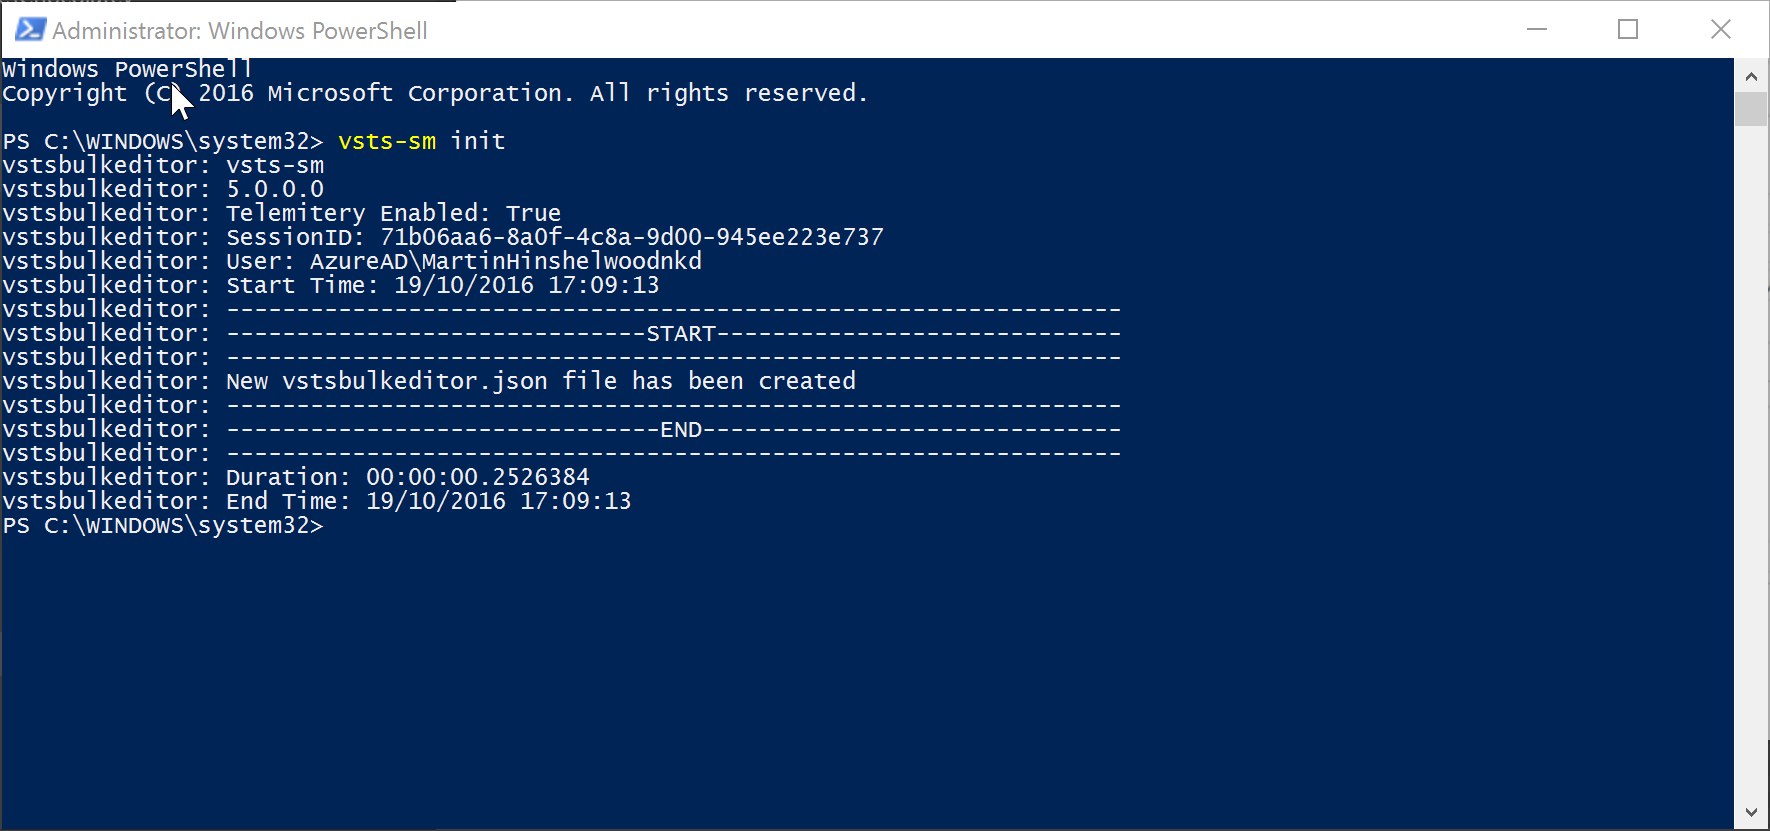 Administrator: Windows PowerShell
Windows PowerShell
Copyright (C) 2016 Microsoft Corporation. All rights reserved.
PS C:\WINDOWS\system32> vsts-sm init
vstsbulkeditor: vsts-sm
vstsbulkeditor: 5.0.0.0
vstsbulkeditor: Telemitery Enabled: True
vstsbulkeditor: SessionID: 71b06aa6-8a0f-4c8a-9d00-945ee223e737
vstsbulkeditor: User: AzureAD\MartinHinshelwoodnkd
vstsbulkeditor: Start Time: 19/10/2016 17:09:13
vstsbulkeditor: ----------------------------------------------------------------
vstsbulkeditor: ------------------------------START-----------------------------
vstsbulkeditor: ----------------------------------------------------------------
vstsbulkeditor: New vstsbulkeditor.json file has been created
vstsbulkeditor: ----------------------------------------------------------------
vstsbulkeditor: -------------------------------END------------------------------
vstsbulkeditor: ----------------------------------------------------------------
vstsbulkeditor: Duration: 00:00:00.2526384
vstsbulkeditor: End Time: 19/10/2016 17:09:13
PS C:\WINDOWS\system32>